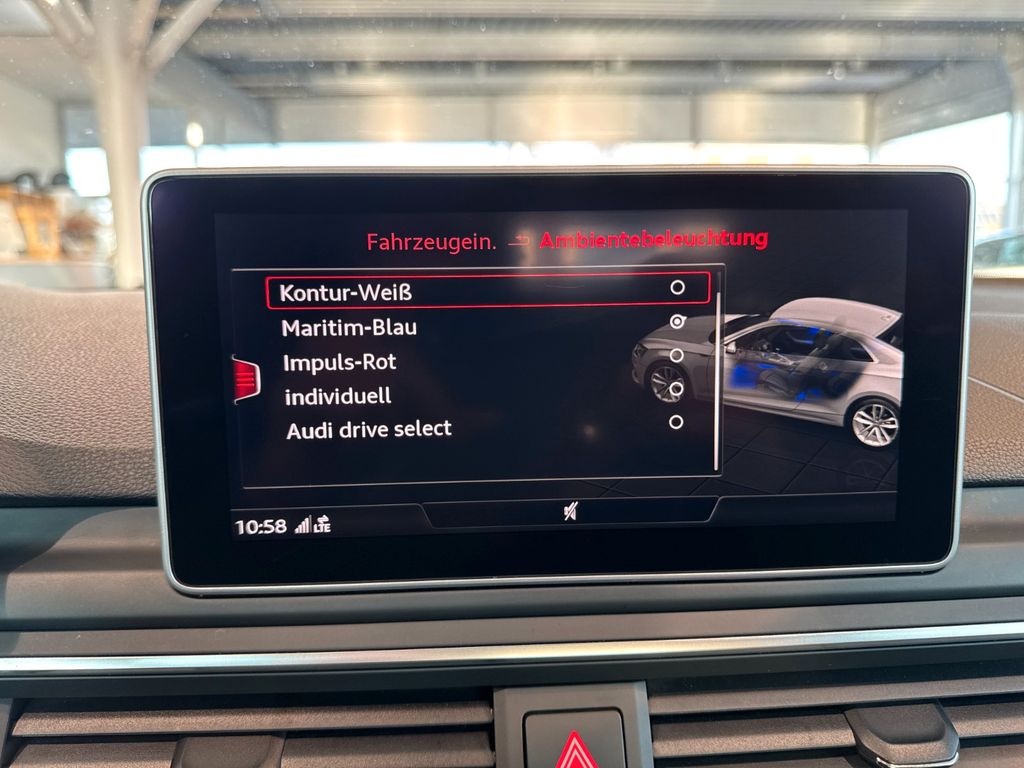 Fahrzeugein. Ambientebeleuchtung
Kontur-Weiß
Maritim-Blau
Impuls-Rot
individuell
Audi drive select
10:58 LTE